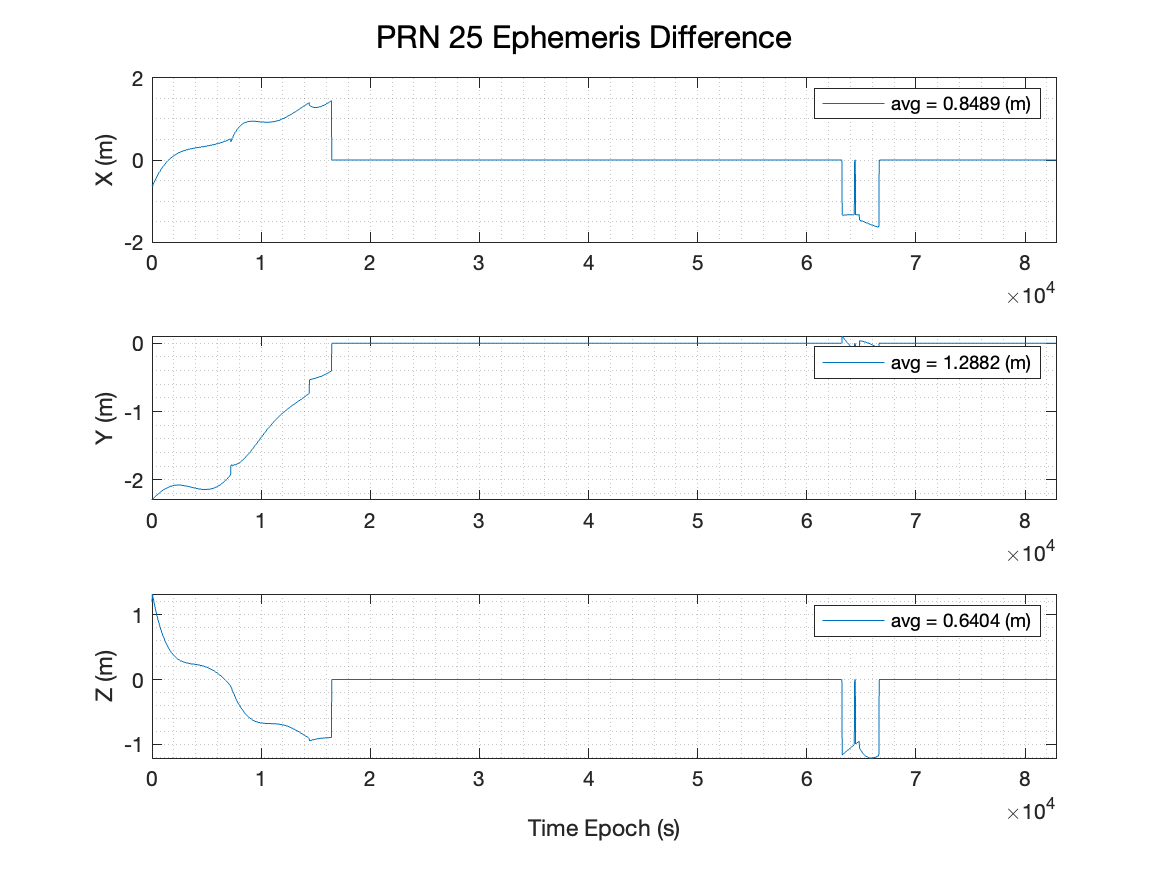 PRN 25 Ephemeris Difference
2
0
-2
X (m)
avg = 0.8489 (m)
0 1 2 3 4 5 6 7 8
×10^4
0
-1
-2
Y (m)
avg = 1.2882 (m)
0 1 2 3 4 5 6 7 8
×10^4
1
0
-1
Z (m)
avg = 0.6404 (m)
0 1 2 3 4 5 6 7 8
×10^4
Time Epoch (s)